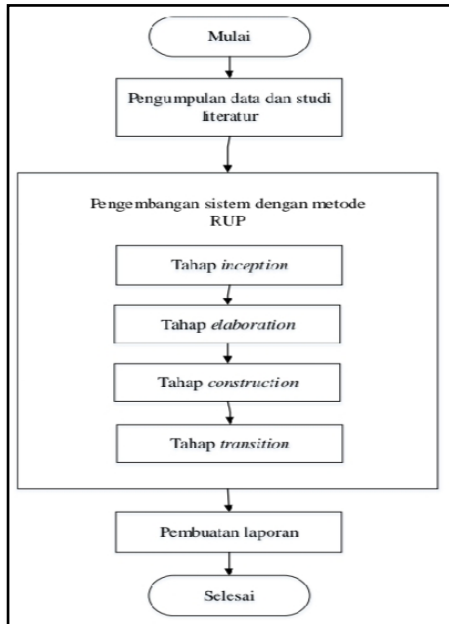 Mulai
Pengumpulan data dan studi
literatur
Pengembangan sistem dengan metode
RUP
Tahap inception
Tahap elaboration
Tahap construction
Tahap transition
Pembuatan laporan
Selesai